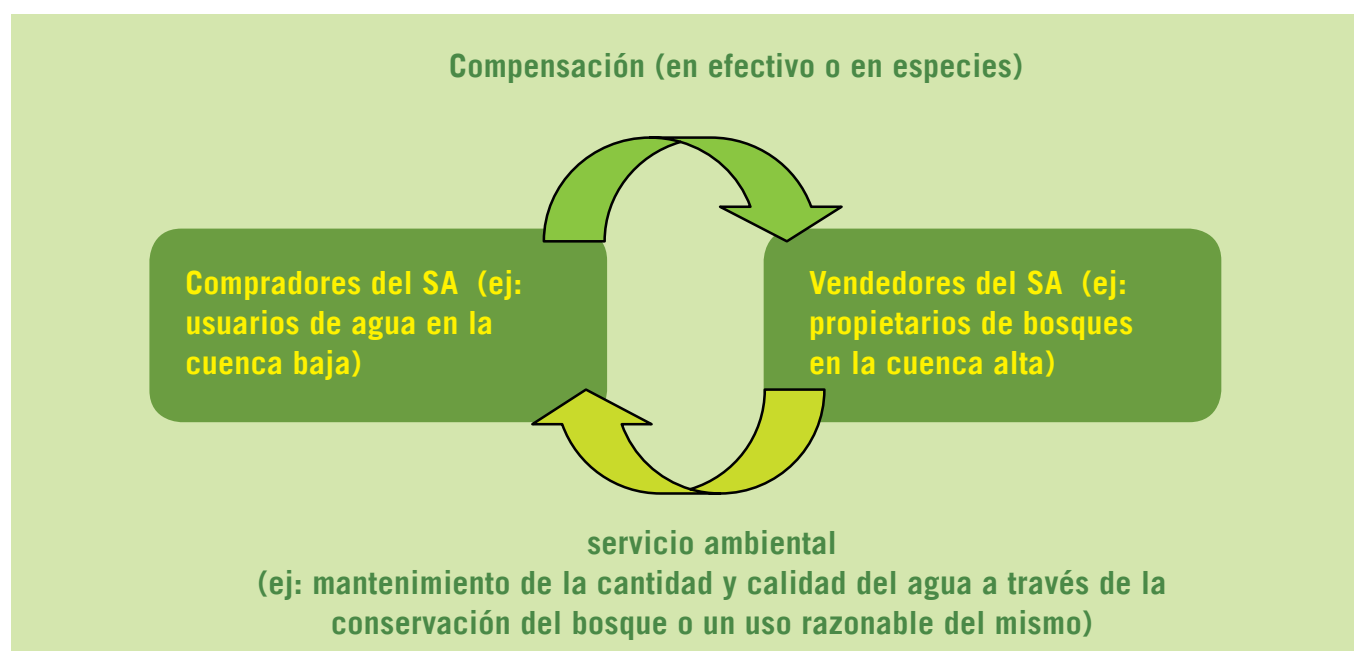 Compensación (en efectivo o en especies)
Compradores del SA (ej:
usuarios de agua en la
cuenca baja)
Vendedores del SA (ej:
propietarios de bosques
en la cuenca alta)
servicio ambiental
(ej: mantenimiento de la cantidad y calidad del agua a través de la
conservación del bosque o un uso razonable del mismo)